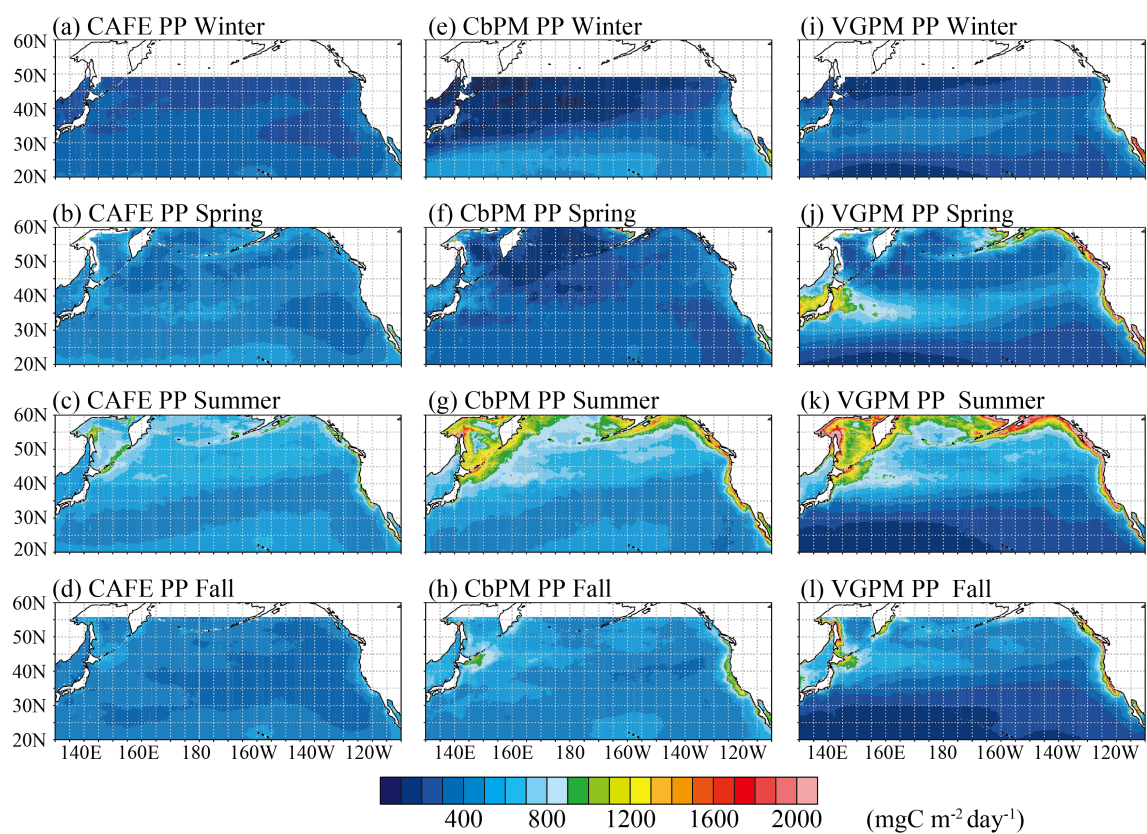 (a) CAFE PP Winter (e) CbPM PP Winter (i) VGPM PP Winter
60N
50N
40N
30N
20N
(b) CAFE PP Spring (f) CbPM PP Spring (j) VGPM PP Spring
60N
50N
40N
30N
20N
(c) CAFE PP Summer (g) CbPM PP Summer (k) VGPM PP Summer
60N
50N
40N
30N
20N
(d) CAFE PP Fall (h) CbPM PP Fall (l) VGPM PP Fall
60N
50N
40N
30N
20N
140E 160E 180 160W 140W 120W 140E 160E 180 160W 140W 120W 140E 160E 180 160W 140W 120W
400 800 1200 1600 2000 (mgC m⁻² day⁻¹)